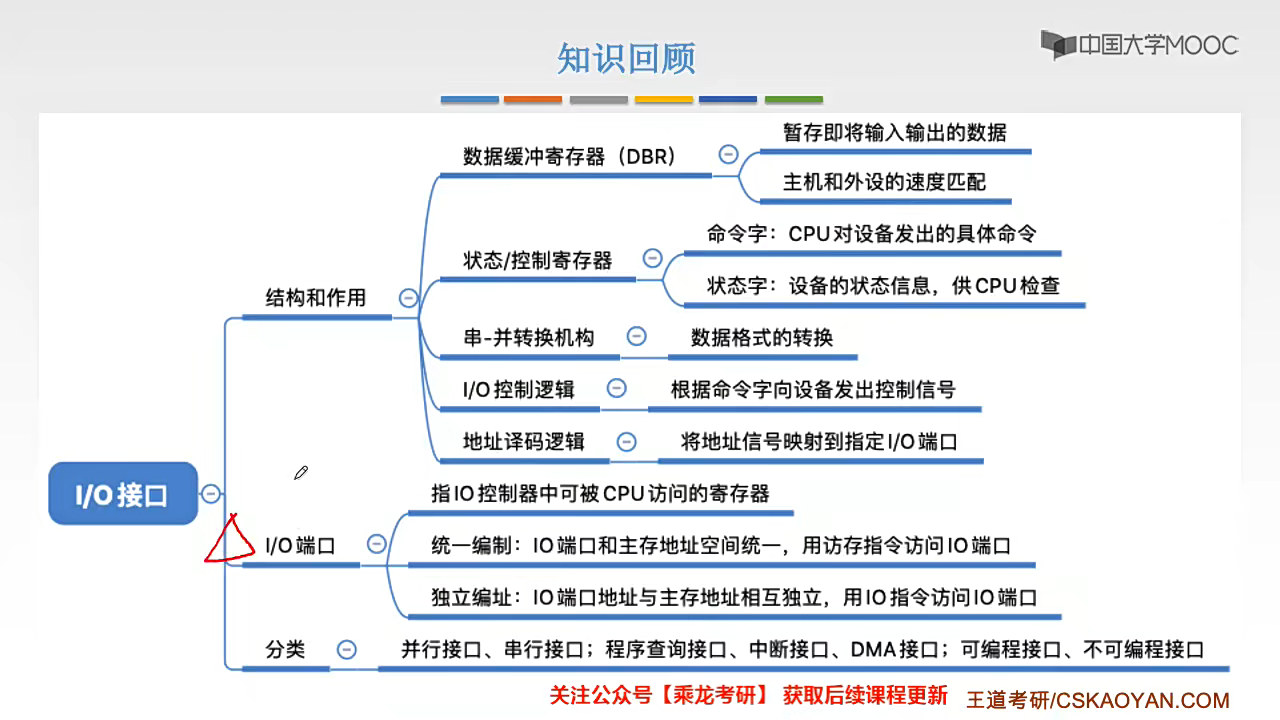 知识回顾
中国大学MOOC
数据缓冲寄存器（DBR）
暂存即将输入输出的数据
主机和外设的速度匹配
状态/控制寄存器
命令字：CPU对设备发出的具体命令
状态字：设备的状态信息，供CPU检查
结构和作用
串-并转换机构
数据格式的转换
I/O控制逻辑
根据命令字向设备发出控制信号
地址译码逻辑
将地址信号映射到指定I/O端口
I/O接口
指IO控制器中可被CPU访问的寄存器
I/O端口
统一编制：IO端口和主存地址空间统一，用访存指令访问IO端口
独立编址：IO端口地址与主存地址相互独立，用IO指令访问IO端口
分类
并行接口、串行接口；程序查询接口、中断接口、DMA接口；可编程接口、不可编程接口
关注公众号【乘龙考研】 获取后续课程更新
王道考研/CSKAOYAN.COM